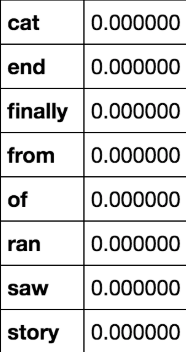 cat 0.000000
end 0.000000
finally 0.000000
from 0.000000
of 0.000000
ran 0.000000
saw 0.000000
story 0.000000